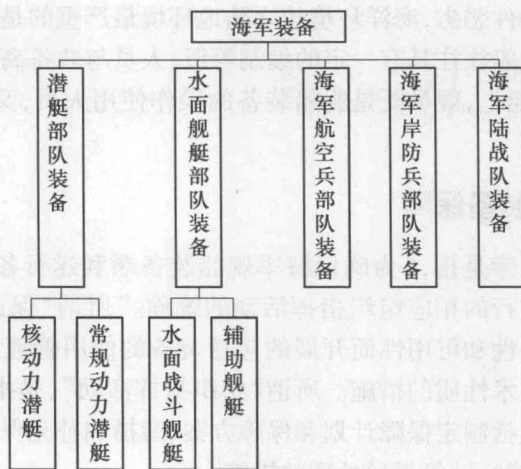 海军装备
潜艇部队装备
水面舰艇部队装备
海军航空兵部队装备
海军岸防兵部队装备
海军陆战队装备
核动力潜艇
常规动力潜艇
水面战斗舰艇
辅助舰艇